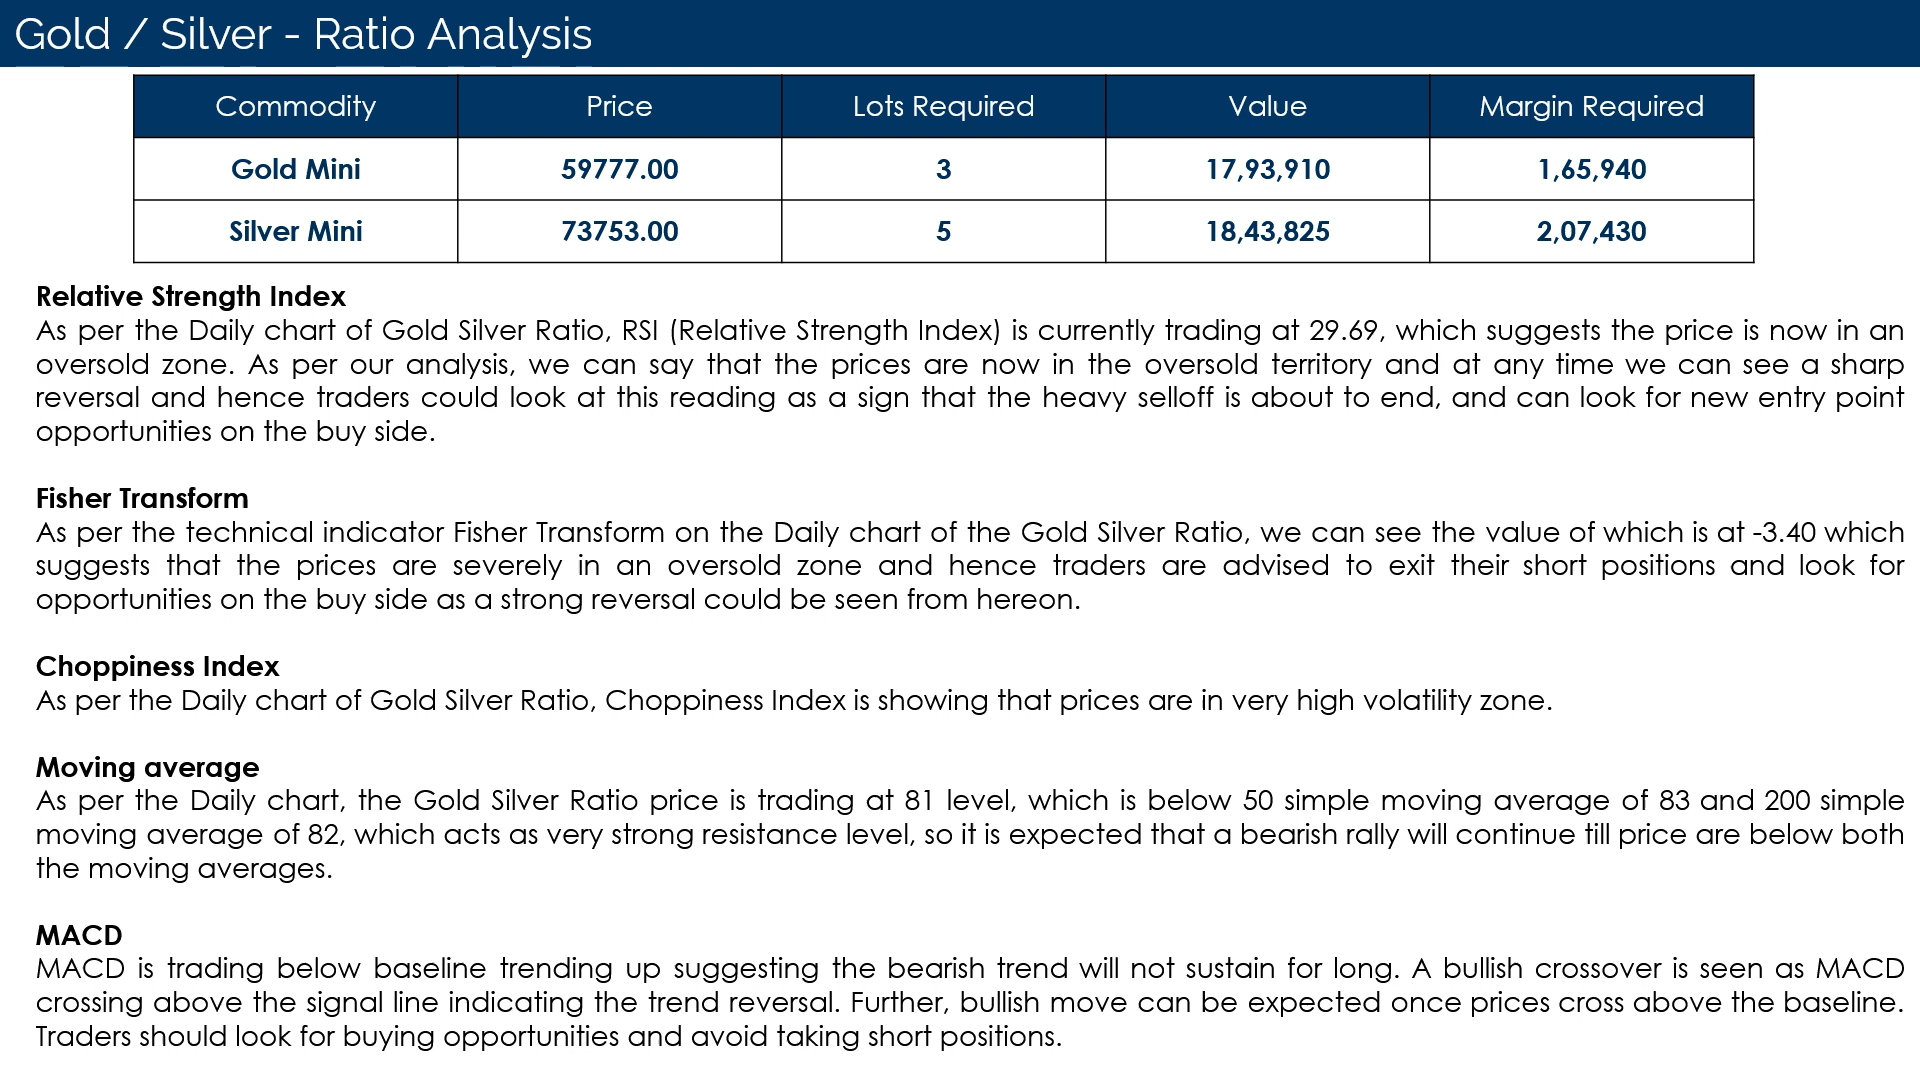 Gold / Silver - Ratio Analysis
Commodity Price Lots Required Value Margin Required
Gold Mini 59777.00 3 17,93,910 1,65,940
Silver Mini 73753.00 5 18,43,825 2,07,430
Relative Strength Index
As per the Daily chart of Gold Silver Ratio, RSI (Relative Strength Index) is currently trading at 29.69, which suggests the price is now in an
oversold zone. As per our analysis, we can say that the prices are now in the oversold territory and at any time we can see a sharp
reversal and hence traders could look at this reading as a sign that the heavy selloff is about to end, and can look for new entry point
opportunities on the buy side.
Fisher Transform
As per the technical indicator Fisher Transform on the Daily chart of the Gold Silver Ratio, we can see the value of which is at -3.40 which
suggests that the prices are severely in an oversold zone and hence traders are advised to exit their short positions and look for
opportunities on the buy side as a strong reversal could be seen from hereon.
Choppiness Index
As per the Daily chart of Gold Silver Ratio, Choppiness Index is showing that prices are in very high volatility zone.
Moving average
As per the Daily chart, the Gold Silver Ratio price is trading at 81 level, which is below 50 simple moving average of 83 and 200 simple
moving average of 82, which acts as very strong resistance level, so it is expected that a bearish rally will continue till price are below both
the moving averages.
MACD
MACD is trading below baseline trending up suggesting the bearish trend will not sustain for long. A bullish crossover is seen as MACD
crossing above the signal line indicating the trend reversal. Further, bullish move can be expected once prices cross above the baseline.
Traders should look for buying opportunities and avoid taking short positions.